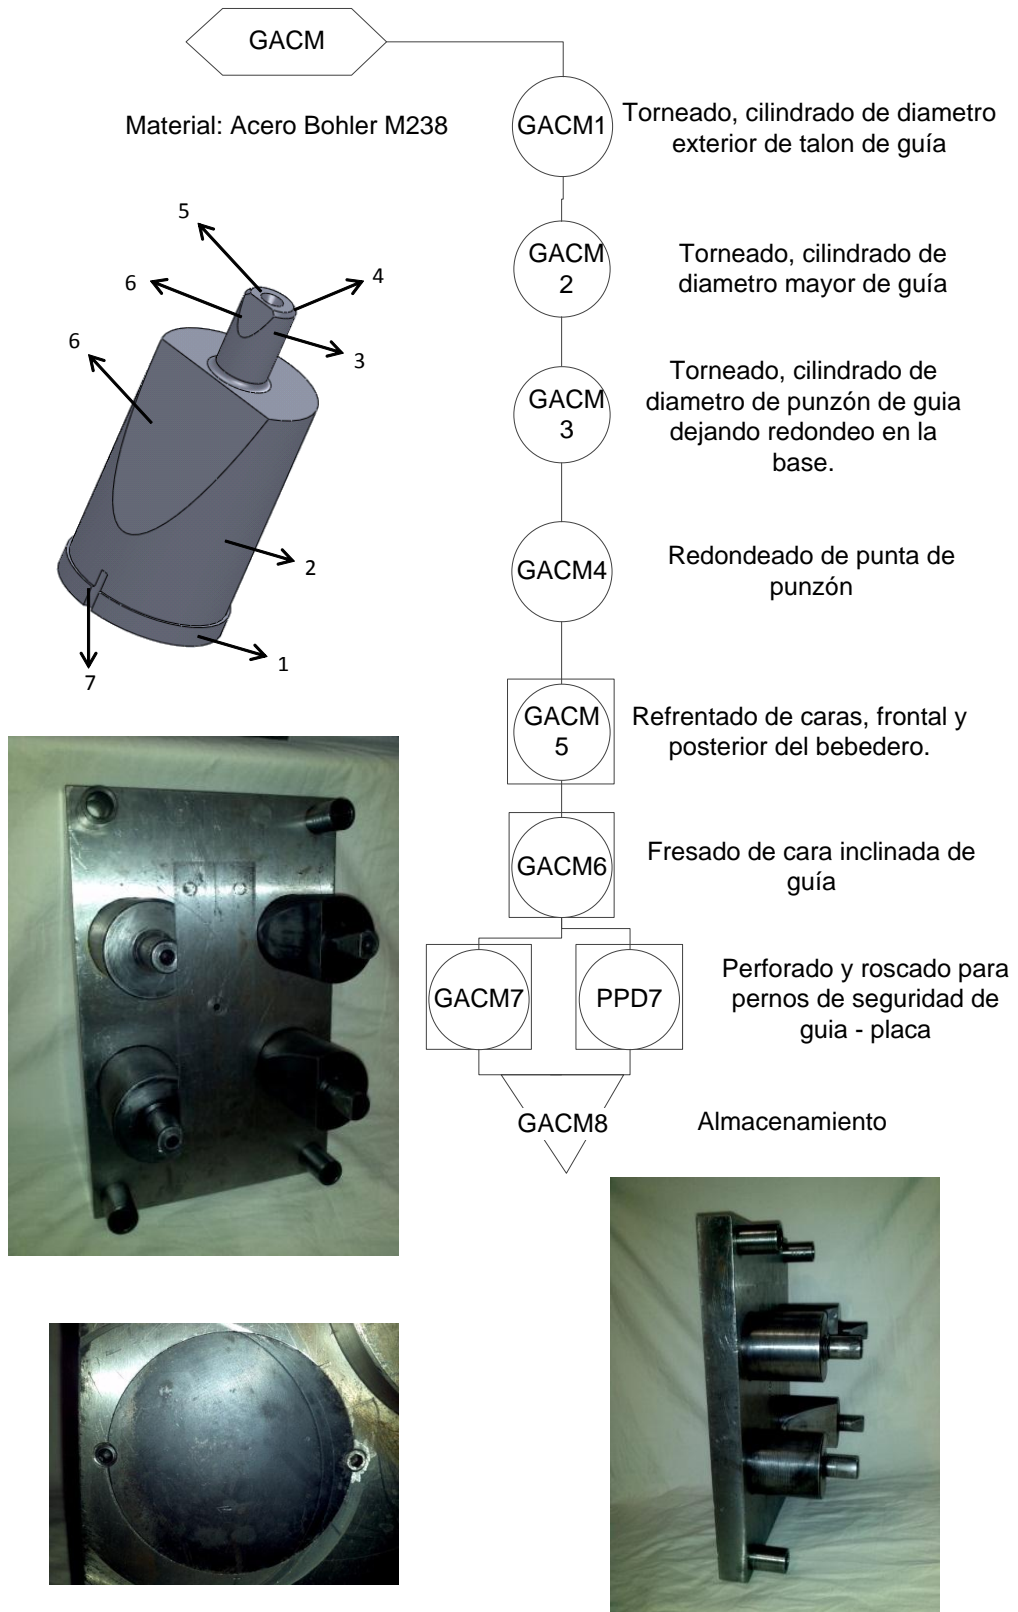 GACM
Material: Acero Bohler M238
GACM1
Torneado, cilindrado de diametro
exterior de talon de guía
5
6
4
6
3
2
1
7
GACM
2
Torneado, cilindrado de
diametro mayor de guía
GACM
3
Torneado, cilindrado de
diametro de punzón de guia
dejando redondeo en la
base.
GACM4
Redondeado de punta de
punzón
GACM
5
Refrentado de caras, frontal y
posterior del bebedero.
GACM6
Fresado de cara inclinada de
guía
GACM7
PPD7
Perforado y roscado para
pernos de seguridad de
guia - placa
GACM8
Almacenamiento